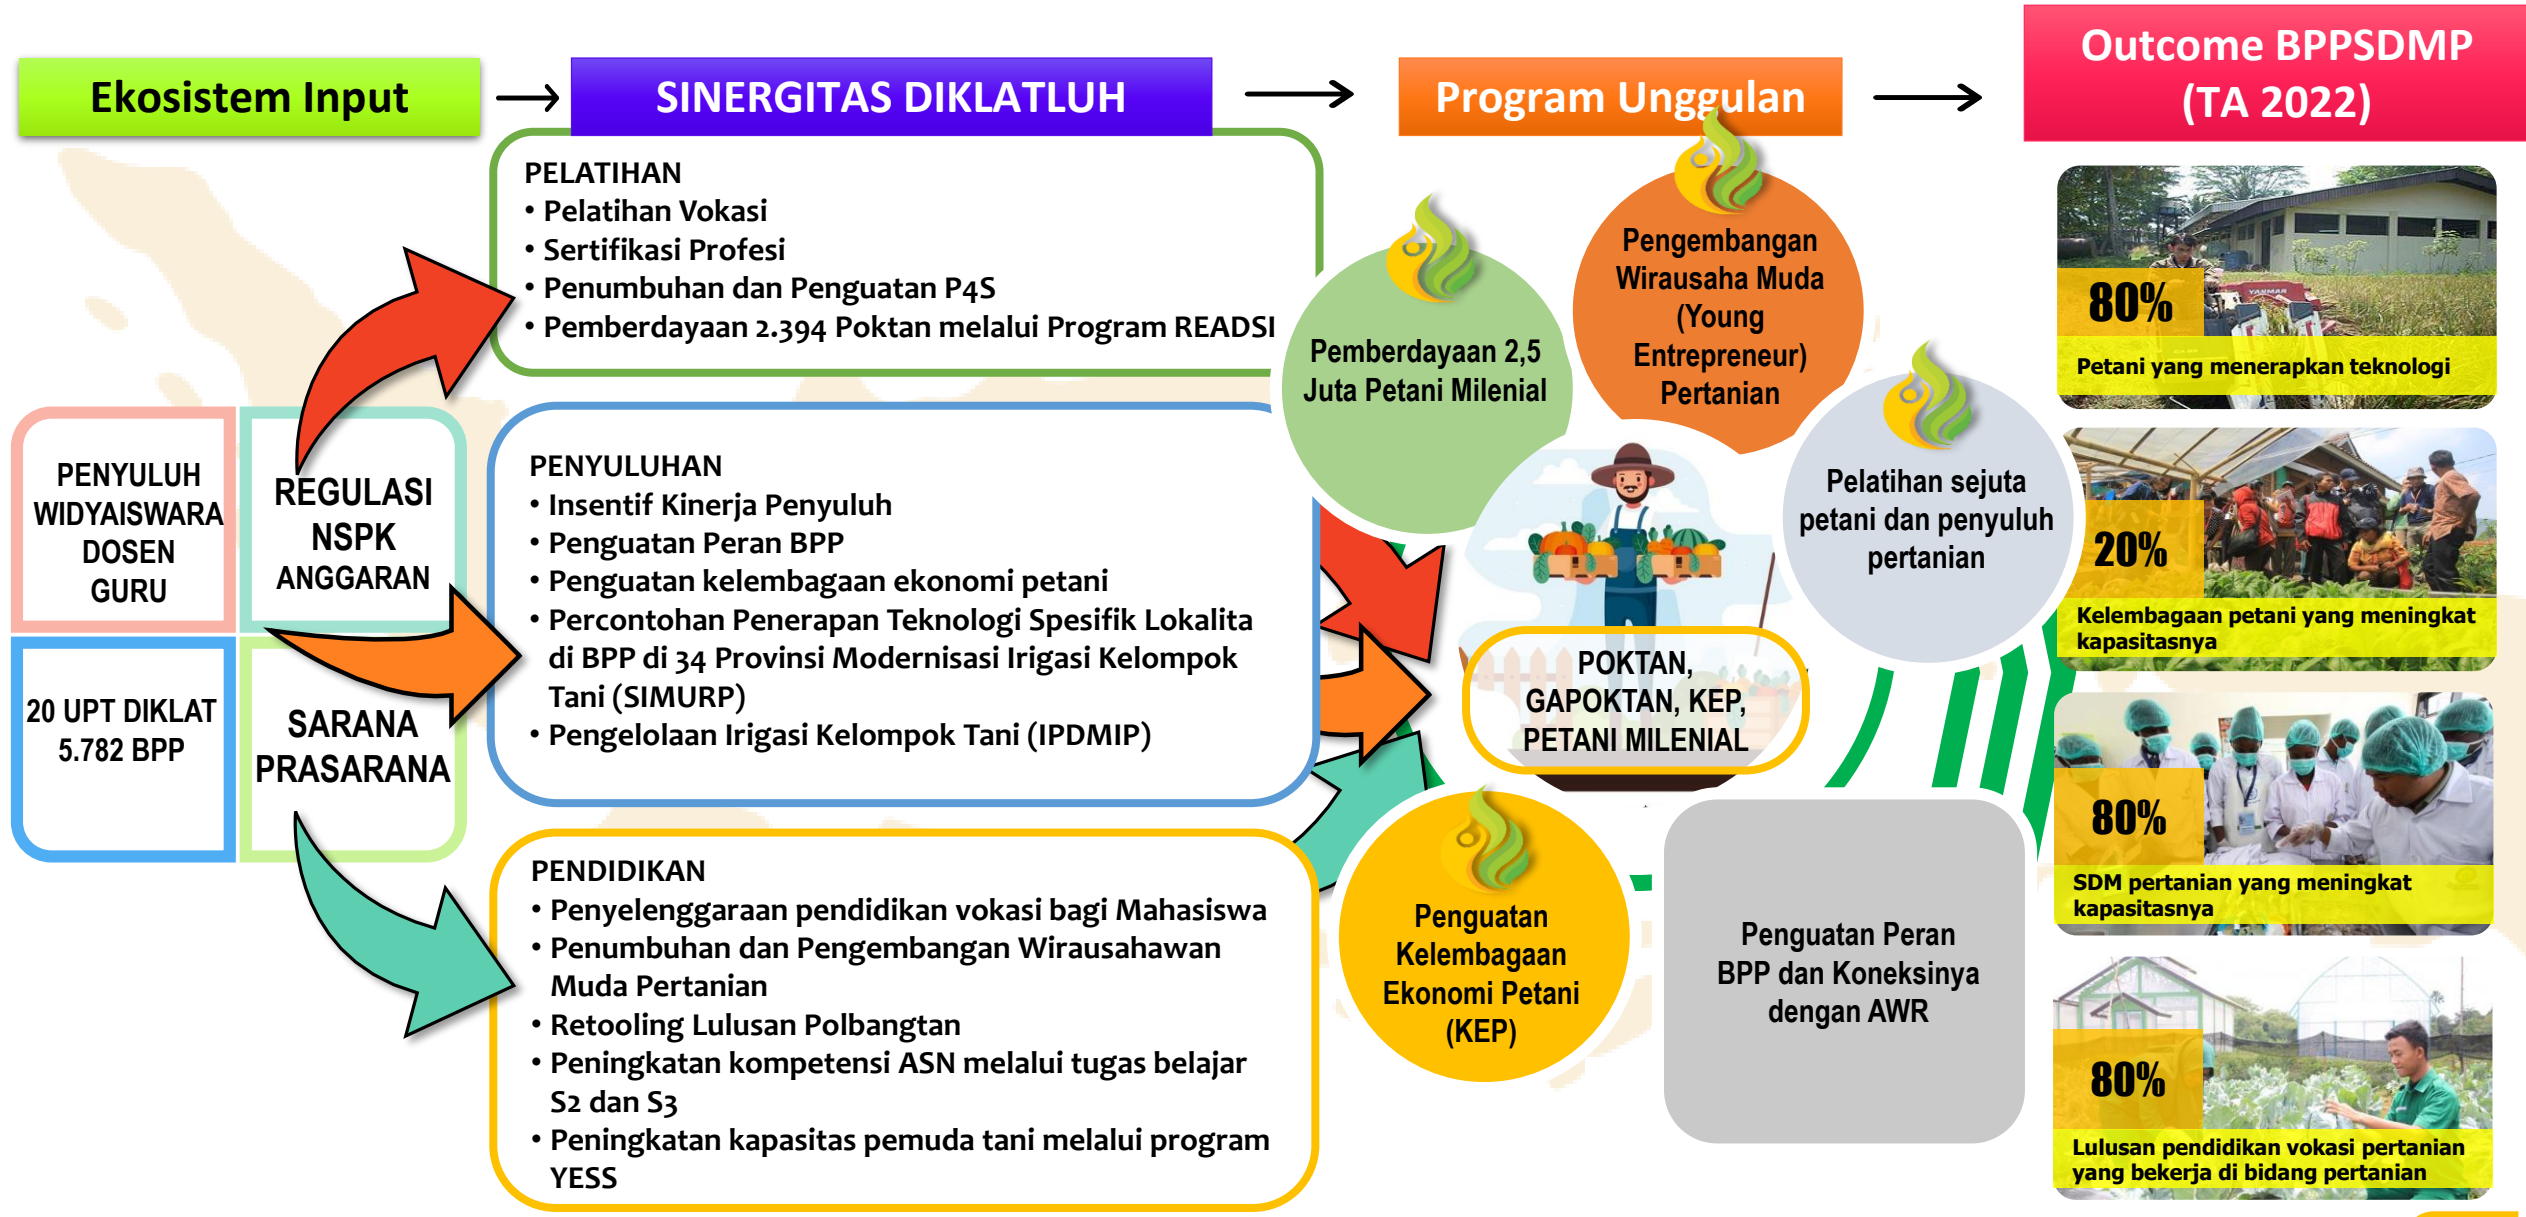 Ekosistem Input
SINERGITAS DIKLATLUH
Program Unggulan
Outcome BPPSDMP
(TA 2022)
PENYULUH
WIDYAISWARA
DOSEN
GURU
REGULASI
NSPK
ANGGARAN
20 UPT DIKLAT
5.782 BPP
SARANA
PRASARANA
PELATIHAN
• Pelatihan Vokasi
• Sertifikasi Profesi
• Penumbuhan dan Penguatan P4S
• Pemberdayaan 2.394 Poktan melalui Program READSI
PENYULUHAN
• Insentif Kinerja Penyuluh
• Penguatan Peran BPP
• Penguatan kelembagaan ekonomi petani
• Percontohan Penerapan Teknologi Spesifik Lokalita
di BPP di 34 Provinsi Modernisasi Irigasi Kelompok
Tani (SIMURP)
• Pengelolaan Irigasi Kelompok Tani (IPDMIP)
PENDIDIKAN
• Penyelenggaraan pendidikan vokasi bagi Mahasiswa
• Penumbuhan dan Pengembangan Wirausahawan
Muda Pertanian
• Retooling Lulusan Polbangtan
• Peningkatan kompetensi ASN melalui tugas belajar
S2 dan S3
• Peningkatan kapasitas pemuda tani melalui program
YESS
Pemberdayaan 2,5
Juta Petani Milenial
Pengembangan
Wirausaha Muda
(Young
Entrepreneur)
Pertanian
Pelatihan sejuta
petani dan penyuluh
pertanian
POKTAN,
GAPOKTAN, KEP,
PETANI MILENIAL
Penguatan
Kelembagaan
Ekonomi Petani
(KEP)
Penguatan Peran
BPP dan Koneksinya
dengan AWR
YANMAR
80%
Petani yang menerapkan teknologi
20%
Kelembagaan petani yang meningkat
kapasitasnya
80%
SDM pertanian yang meningkat
kapasitasnya
80%
Lulusan pendidikan vokasi pertanian
yang bekerja di bidang pertanian